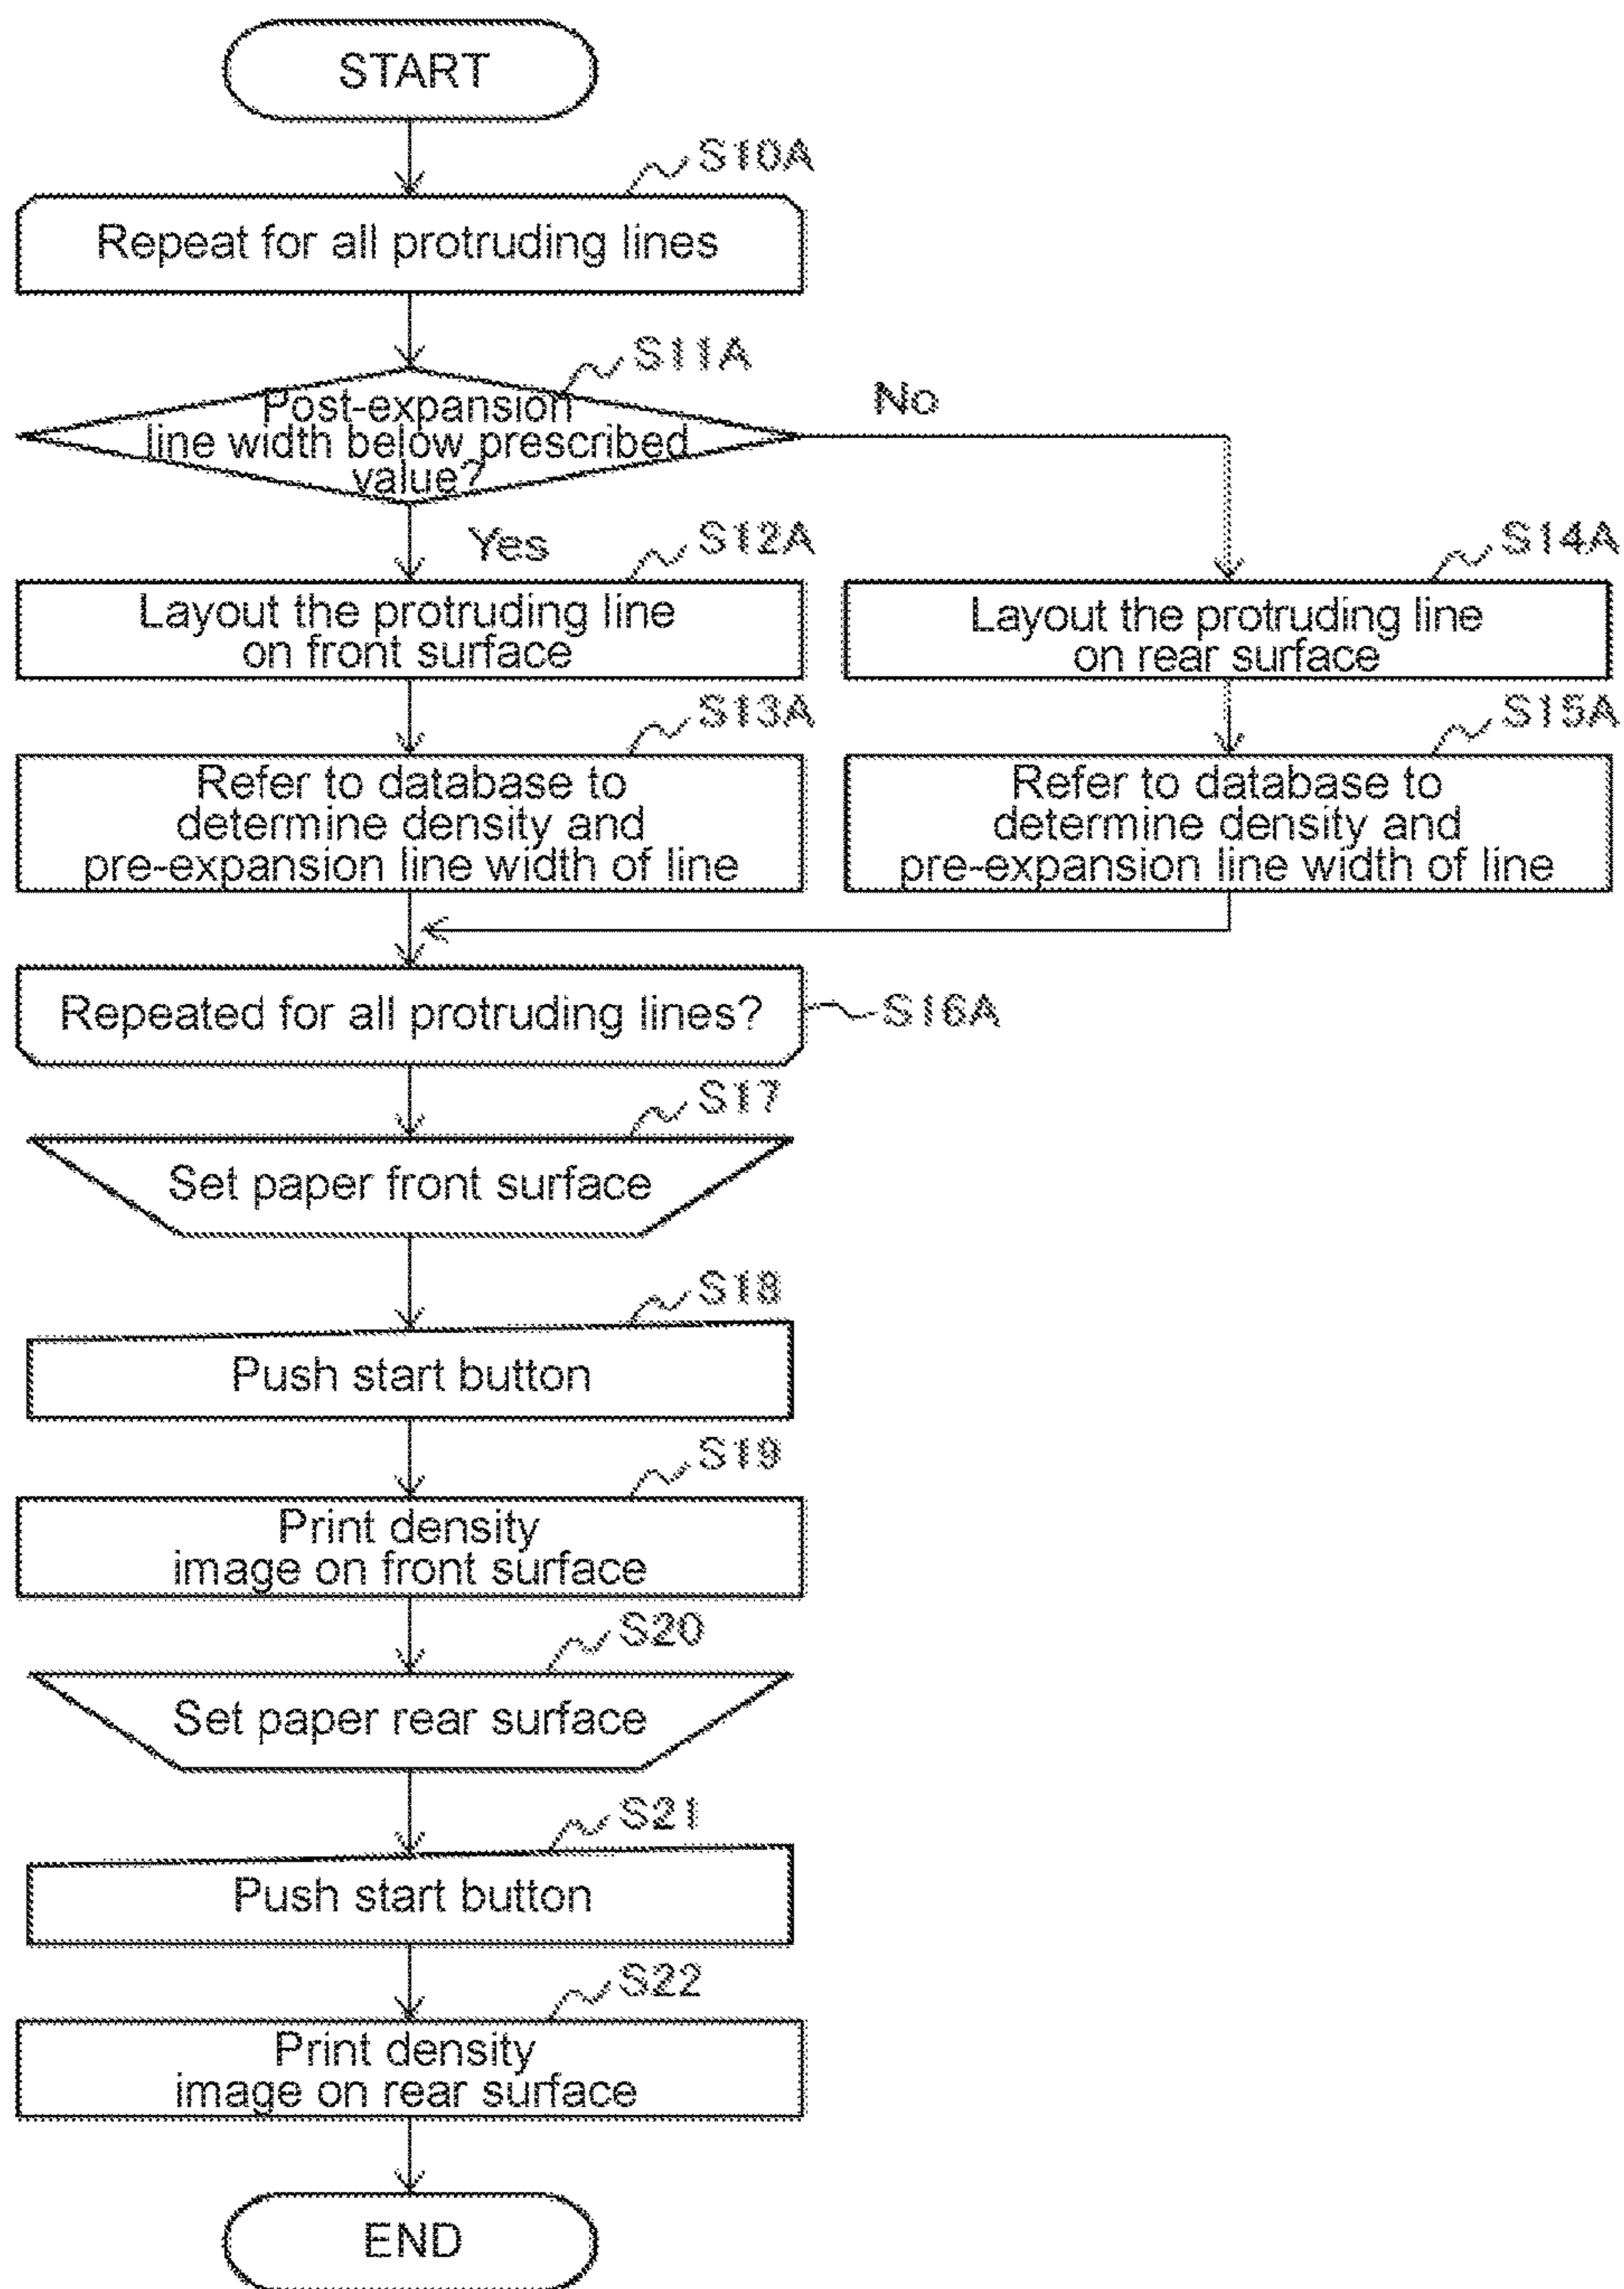 START
S10A
Repeat for all protruding lines
S11A
Post-expansion
line width below prescribed
value?
No
Yes
S12A
Layout the protruding line
on front surface
S14A
Layout the protruding line
on rear surface
S13A
Refer to database to
determine density and
pre-expansion line width of line
S15A
Refer to database to
determine density and
pre-expansion line width of line
Repeated for all protruding lines?
S16A
S17
Set paper front surface
S18
Push start button
S19
Print density
image on front surface
S20
Set paper rear surface
S21
Push start button
S22
Print density
image on rear surface
END